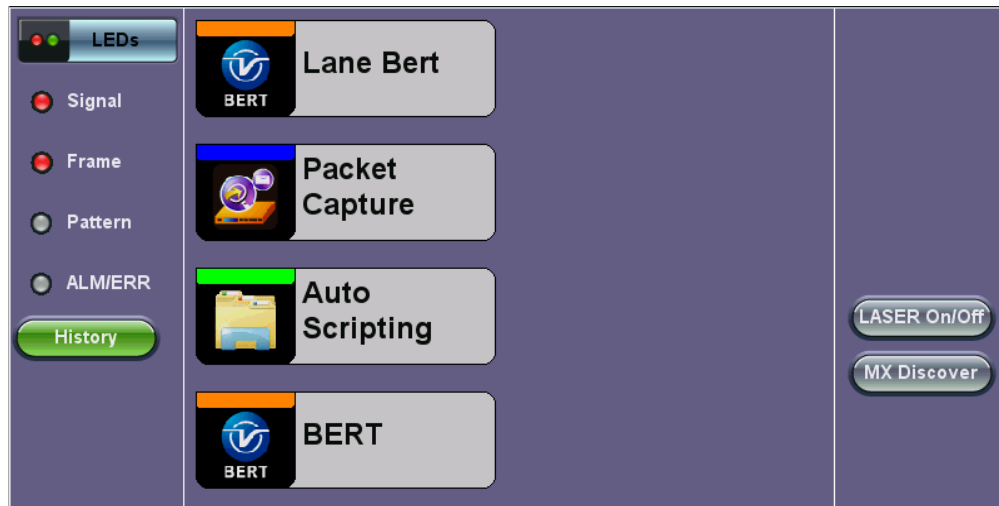 LEDs
Signal
Frame
Pattern
ALM/ERR
History
BERT
Lane Bert
Packet
Capture
Auto
Scripting
BERT
BERT
LASER On/Off
MX Discover